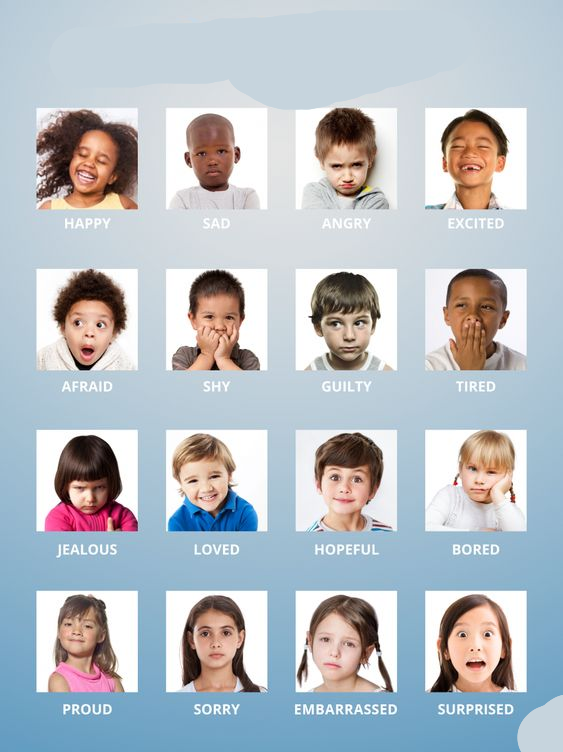 HAPPY SAD ANGRY EXCITED
AFRAID SHY GUILTY TIRED
JEALOUS LOVED HOPEFUL BORED
PROUD SORRY EMBARRASSED SURPRISED